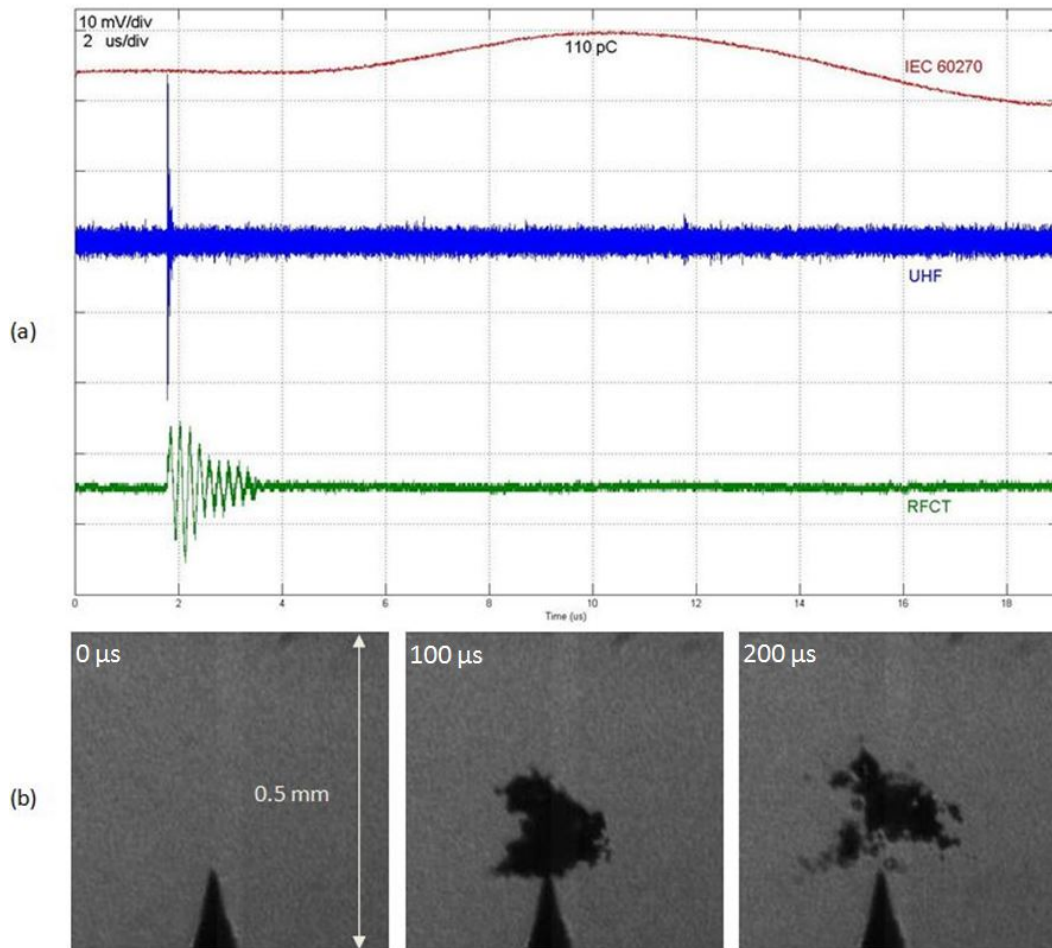 10 mV/div
2 us/div
110 pC
IEC 60270
UHF
(a)
RFCT
0 2 4 6 8 10 12 14 16 18
Time (us)
0 µs 100 µs 200 µs
0.5 mm
(b)